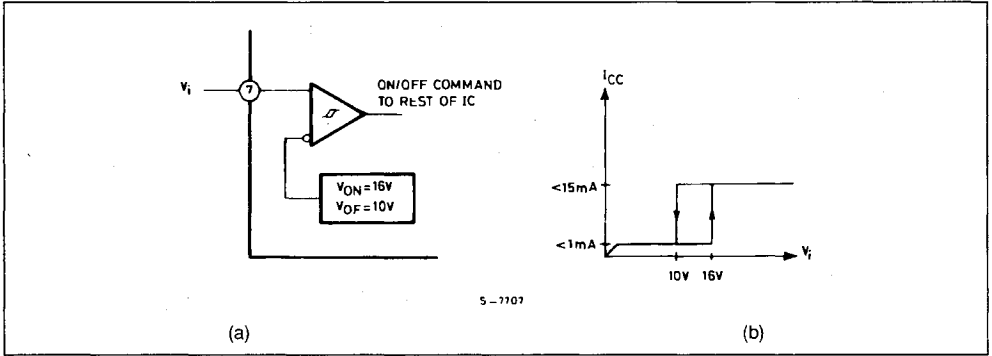 Vi
7
ON/OFF COMMAND
TO REST OF IC
VON=16V
VOF=10V
ICC
<15mA
<1mA
10V 16V
Vi
S-7707
(a)
(b)